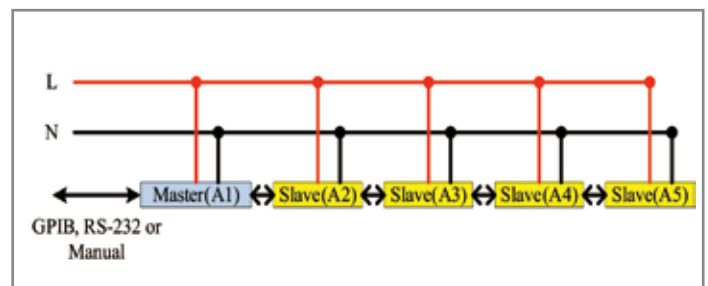 L
N
Master(A1) Slave(A2) Slave(A3) Slave(A4) Slave(A5)
GPIB, RS-232 or
Manual